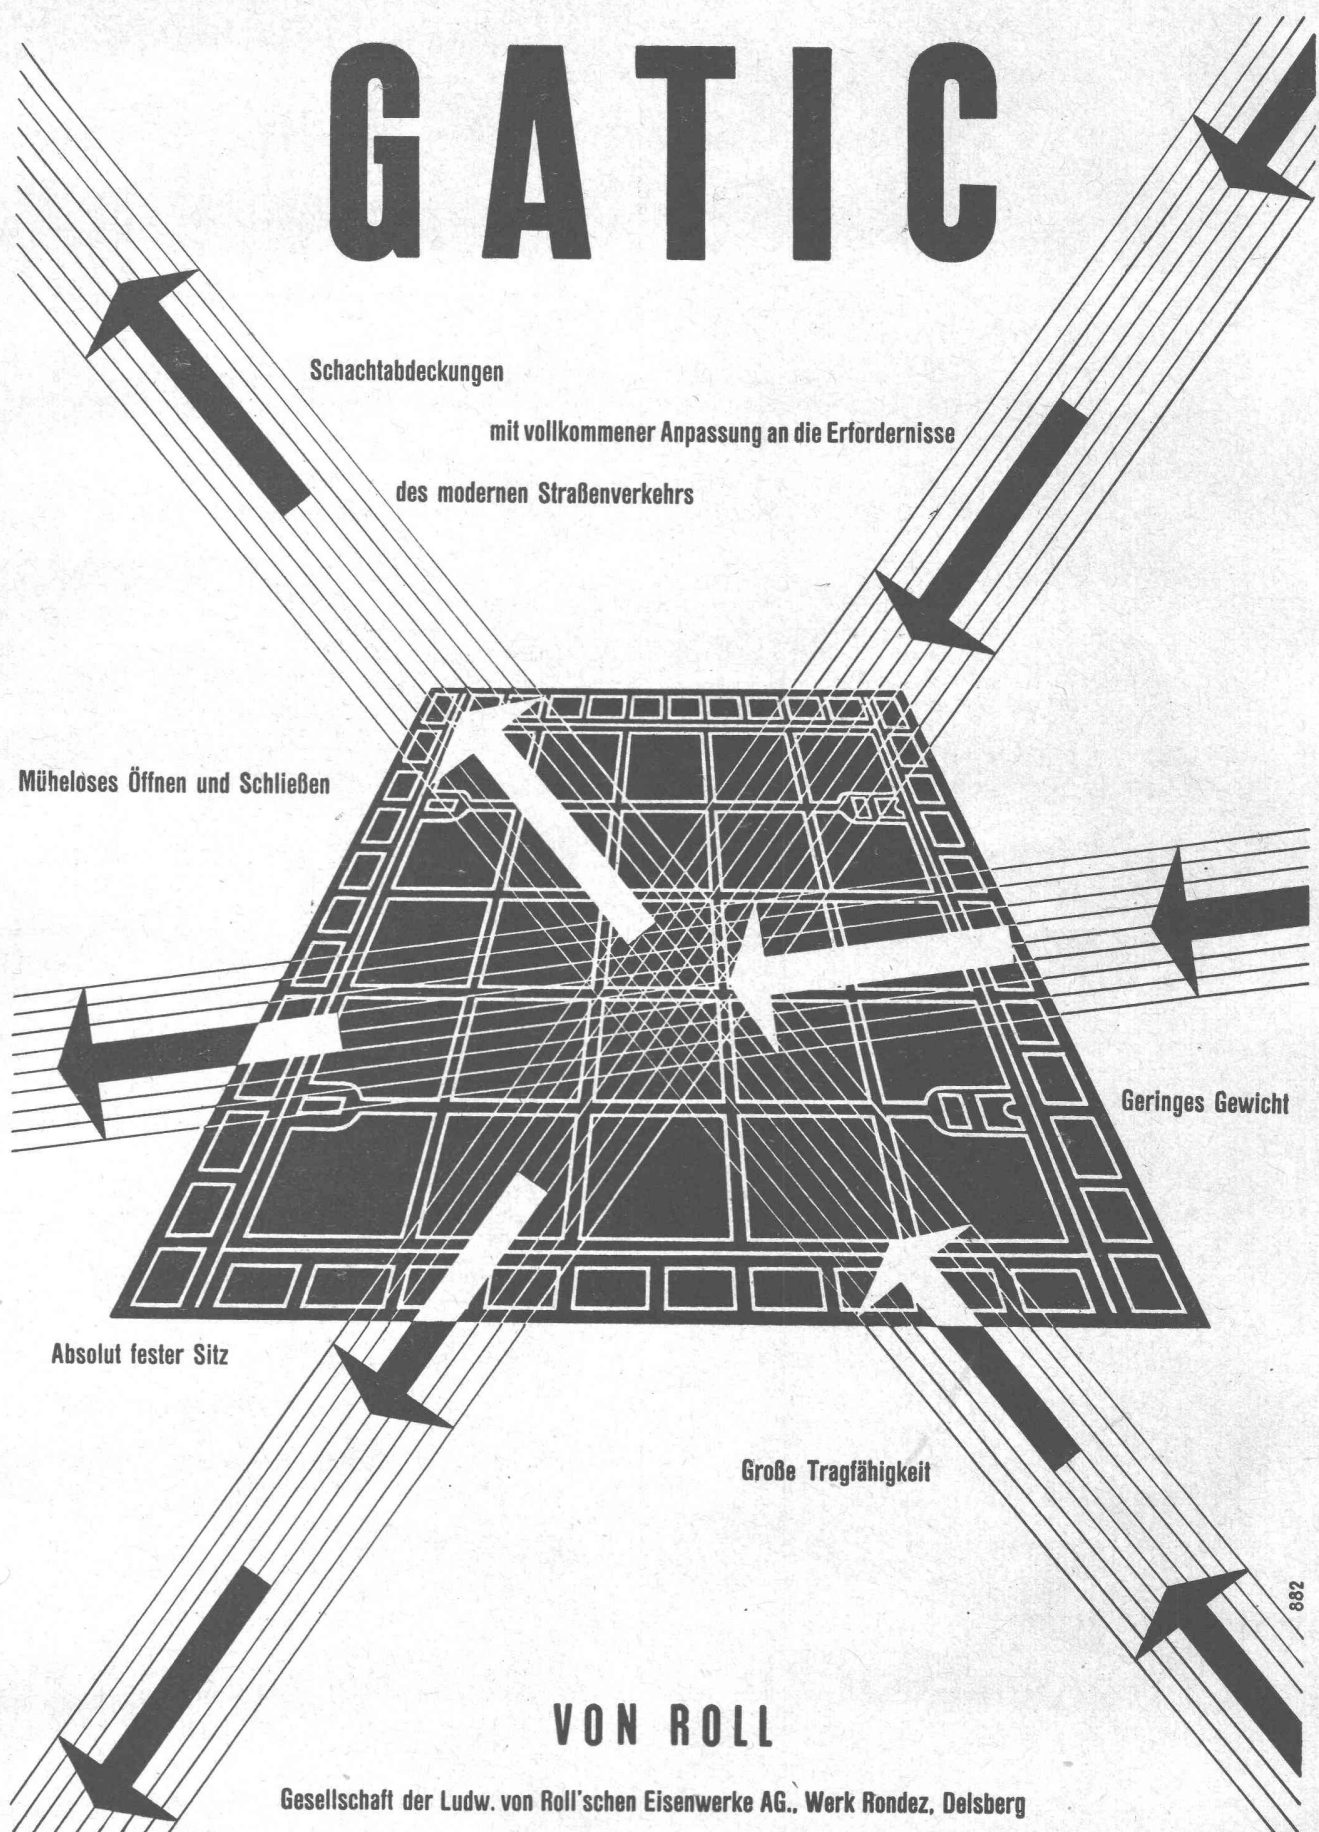 GATIC
Schachtabdeckungen
mit vollkommener Anpassung an die Erfordernisse
des modernen Straßenverkehrs
Müheloses Öffnen und Schließen
Geringes Gewicht
Absolut fester Sitz
Große Tragfähigkeit
882
VON ROLL
Gesellschaft der Ludw. von Roll'schen Eisenwerke AG., Werk Rondez, Delsberg